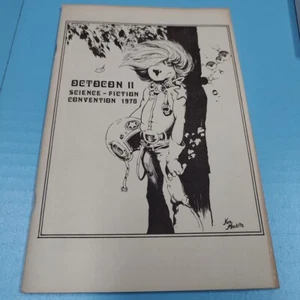 OCTOCON II
SCIENCE-FICTION
CONVENTION 1978